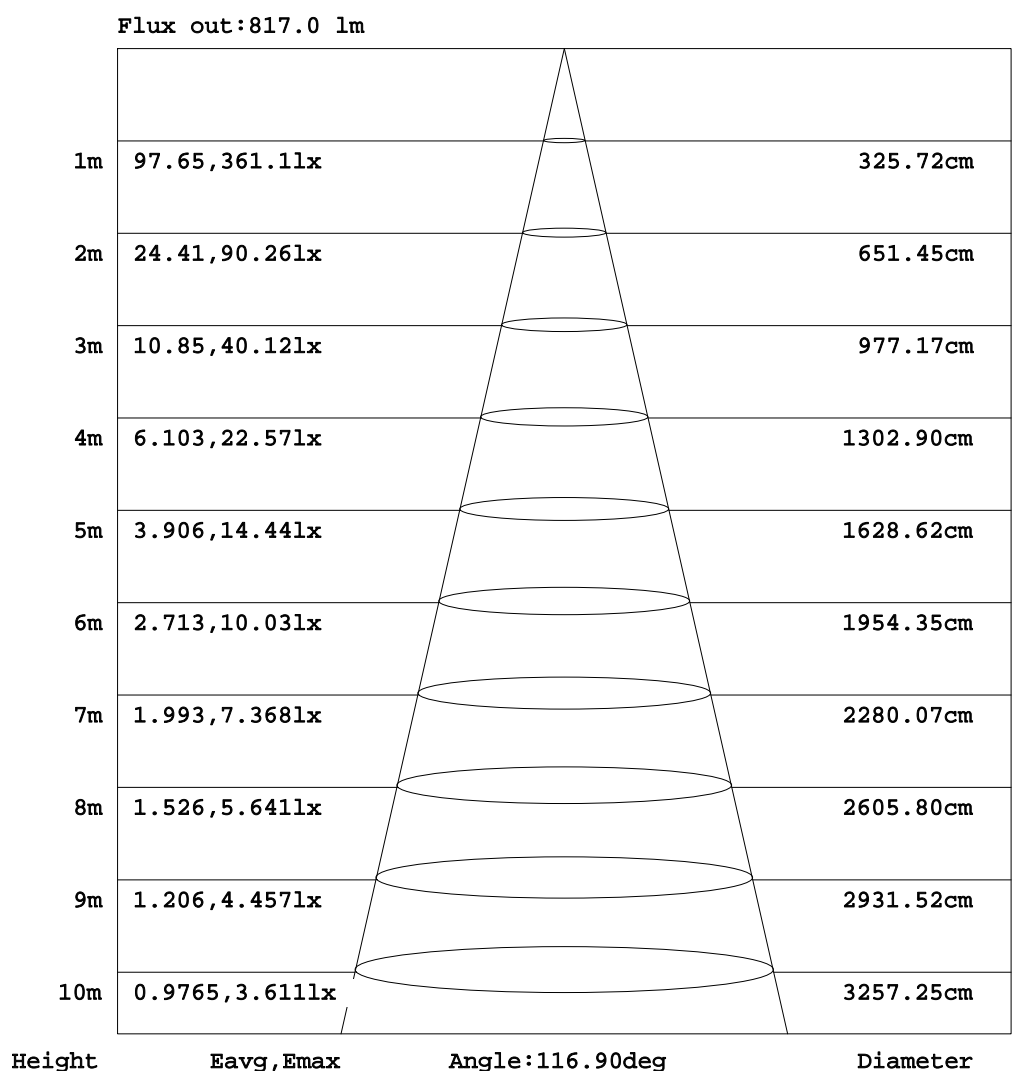 Flux out:817.0 lm
1m 97.65,361.1lx 325.72cm
2m 24.41,90.26lx 651.45cm
3m 10.85,40.12lx 977.17cm
4m 6.103,22.57lx 1302.90cm
5m 3.906,14.44lx 1628.62cm
6m 2.713,10.03lx 1954.35cm
7m 1.993,7.368lx 2280.07cm
8m 1.526,5.641lx 2605.80cm
9m 1.206,4.457lx 2931.52cm
10m 0.9765,3.611lx 3257.25cm
Height Eavg,Emax Angle:116.90deg Diameter